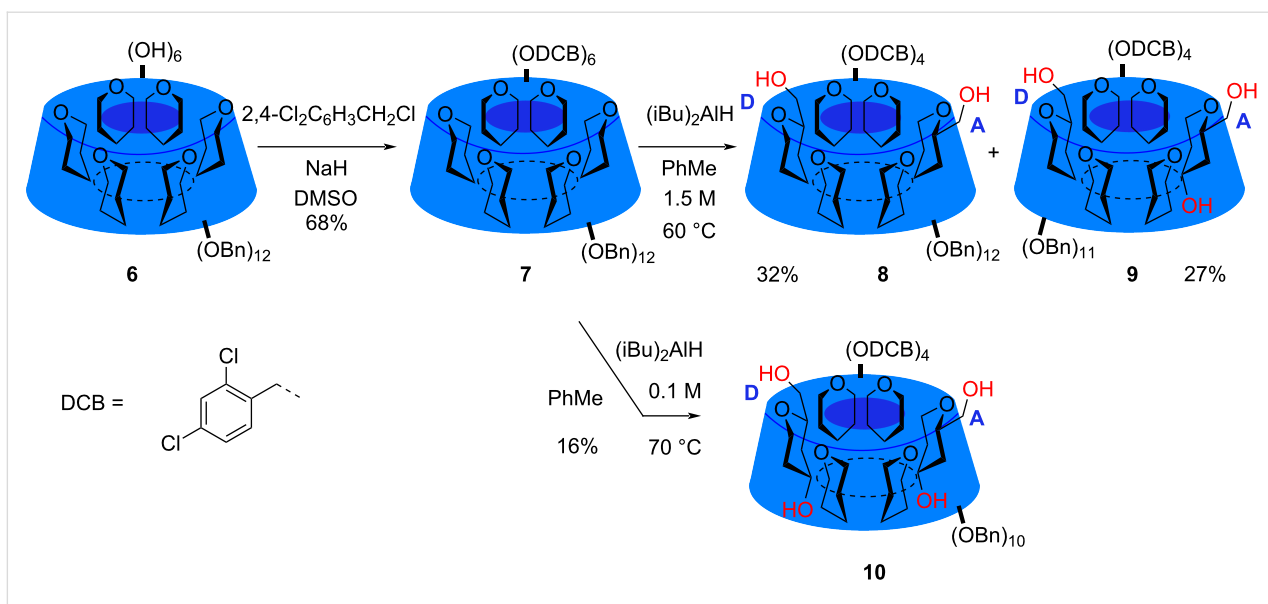 (OH)6
O O O O O O
(OBn)12
6
2,4-Cl2C6H3CH2Cl
NaH
DMSO
68%
(ODCB)6
O O O O O O
(OBn)12
7
(iBu)2AlH
PhMe
1.5 M
60 °C
(ODCB)4
HO
OH
D
A
O O O O O O
(OBn)12
32%
8
+
(ODCB)4
HO
OH
D
A
O O O O O
OH
(OBn)11
9
27%
DCB =
Cl
Cl
(iBu)2AlH
PhMe
0.1 M
16%
70 °C
(ODCB)4
HO
OH
D
A
O O O O O O
HO
OH
(OBn)10
10